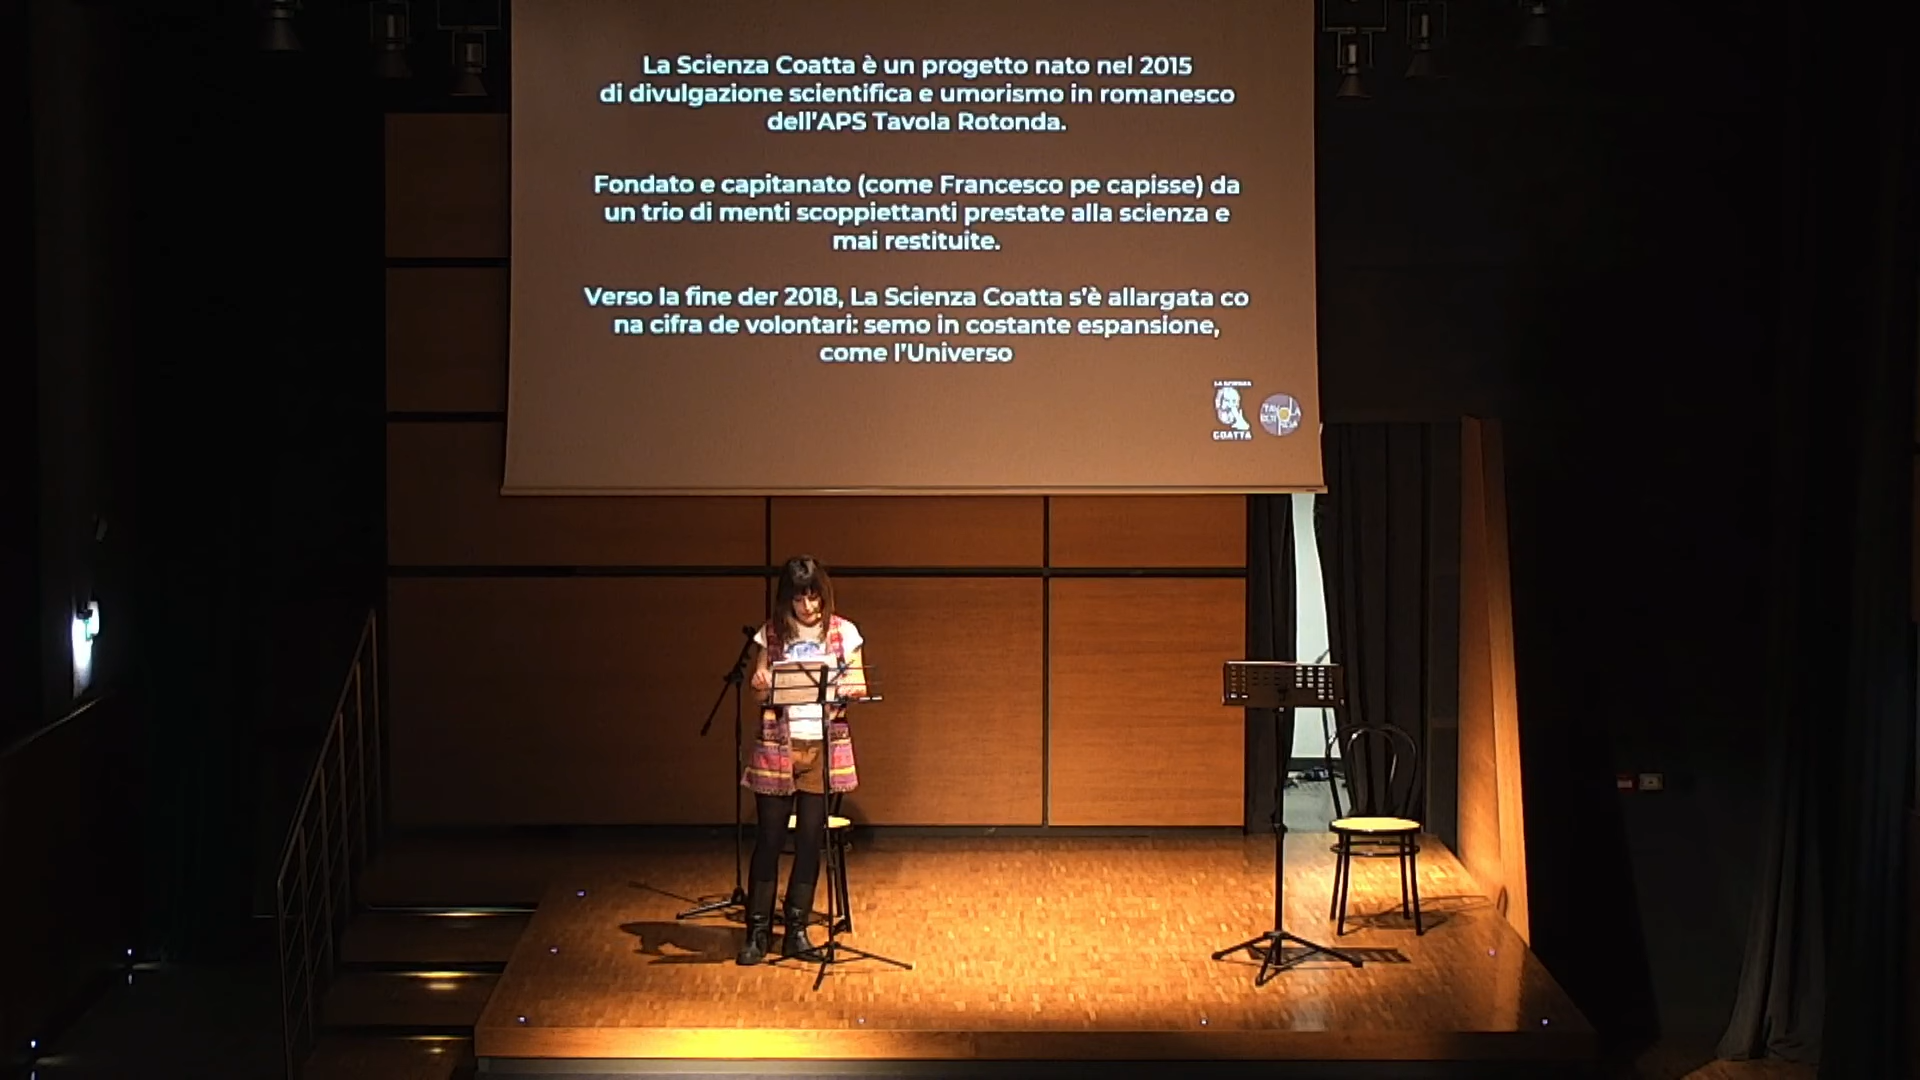 La Scienza Coatta è un progetto nato nel 2015
di divulgazione scientifica e umorismo in romanesco
dell'APS Tavola Rotonda.
Fondato e capitanato (come Francesco pe capisse) da
un trio di menti scoppiettanti prestate alla scienza e
mai restituite.
Verso la fine der 2018, La Scienza Coatta s'è allargata co
na cifra de volontari: semo in costante espansione,
come l'Universo
LA SCIENZA
COATTA